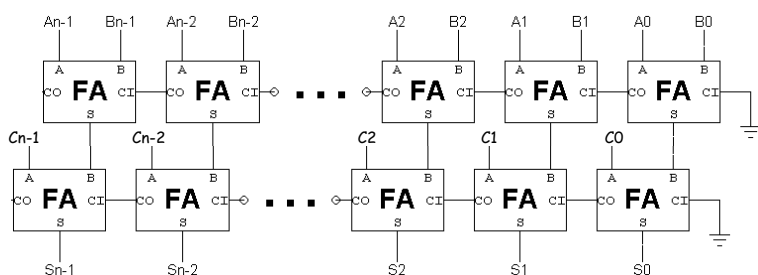 An-1 Bn-1 An-2 Bn-2 A2 B2 A1 B1 A0 B0
A B A B A B A B A B
CO FA CI CO FA CI ... CO FA CI CO FA CI CO FA CI
S S S S S
Cn-1 Cn-2 C2 C1 C0
A B A B A B A B A B
CO FA CI CO FA CI ... CO FA CI CO FA CI CO FA CI
S S S S S
Sn-1 Sn-2 S2 S1 S0